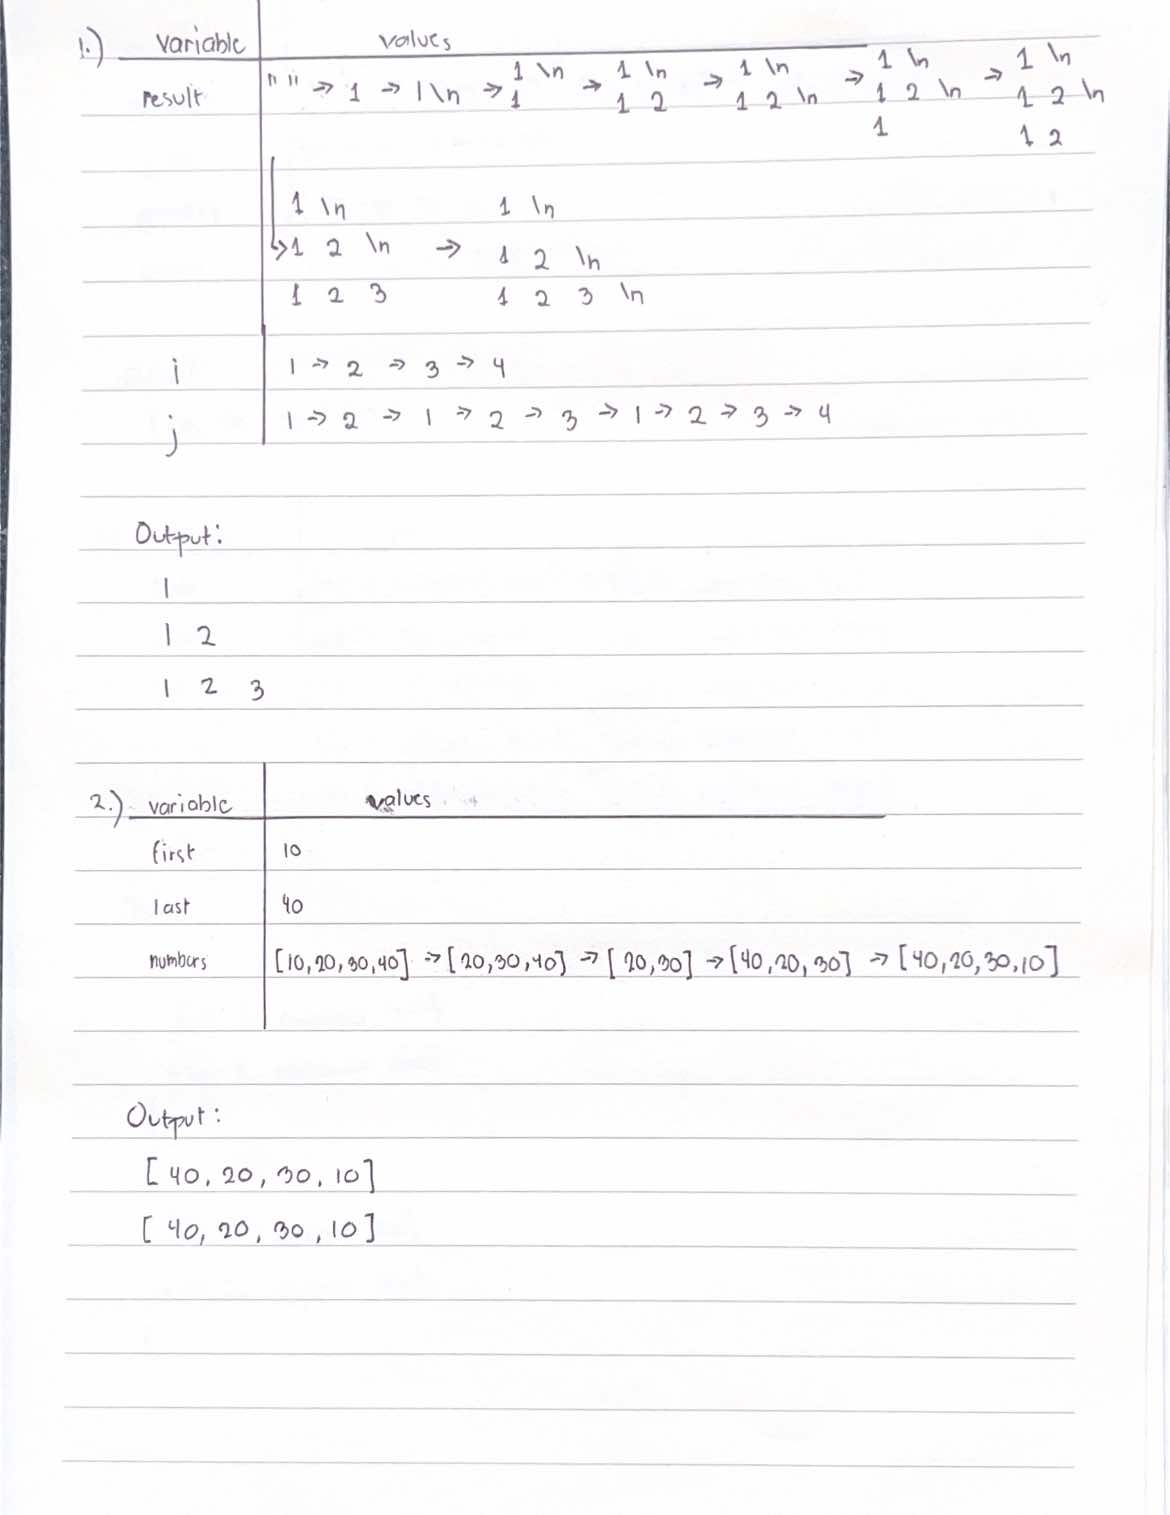 1.) variable values
result " " → 1 → 1\n → 1 \n → 1 \n → 1 \n → 1 \n → 1 \n
1 1 2 1 2 \n 1 2 \n 1 2 \n
1 1 2
1 \n 1 \n
→ 1 2 \n → 1 2 \n
1 2 3 1 2 3 \n
i 1 → 2 → 3 → 4
j 1 → 2 → 1 → 2 → 3 → 1 → 2 → 3 → 4
Output:
1
1 2
1 2 3
2.) variable values
first 10
last 40
numbers [10,20,30,40] → [20,30,40] → [20,30] → [40,20,30] → [40,20,30,10]
Output:
[40, 20, 30, 10]
[40, 20, 30, 10]